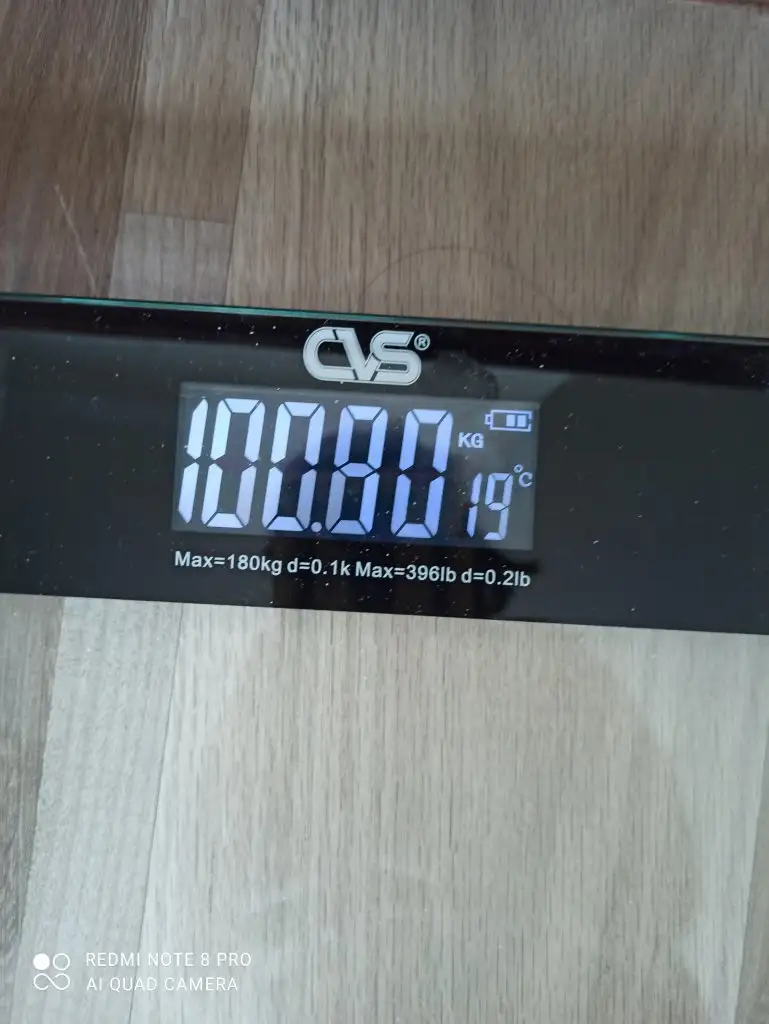 CVS®
100.80 KG
19°C
Max=180kg d=0.1k Max=396lb d=0.2lb
REDMI NOTE 8 PRO
AI QUAD CAMERA